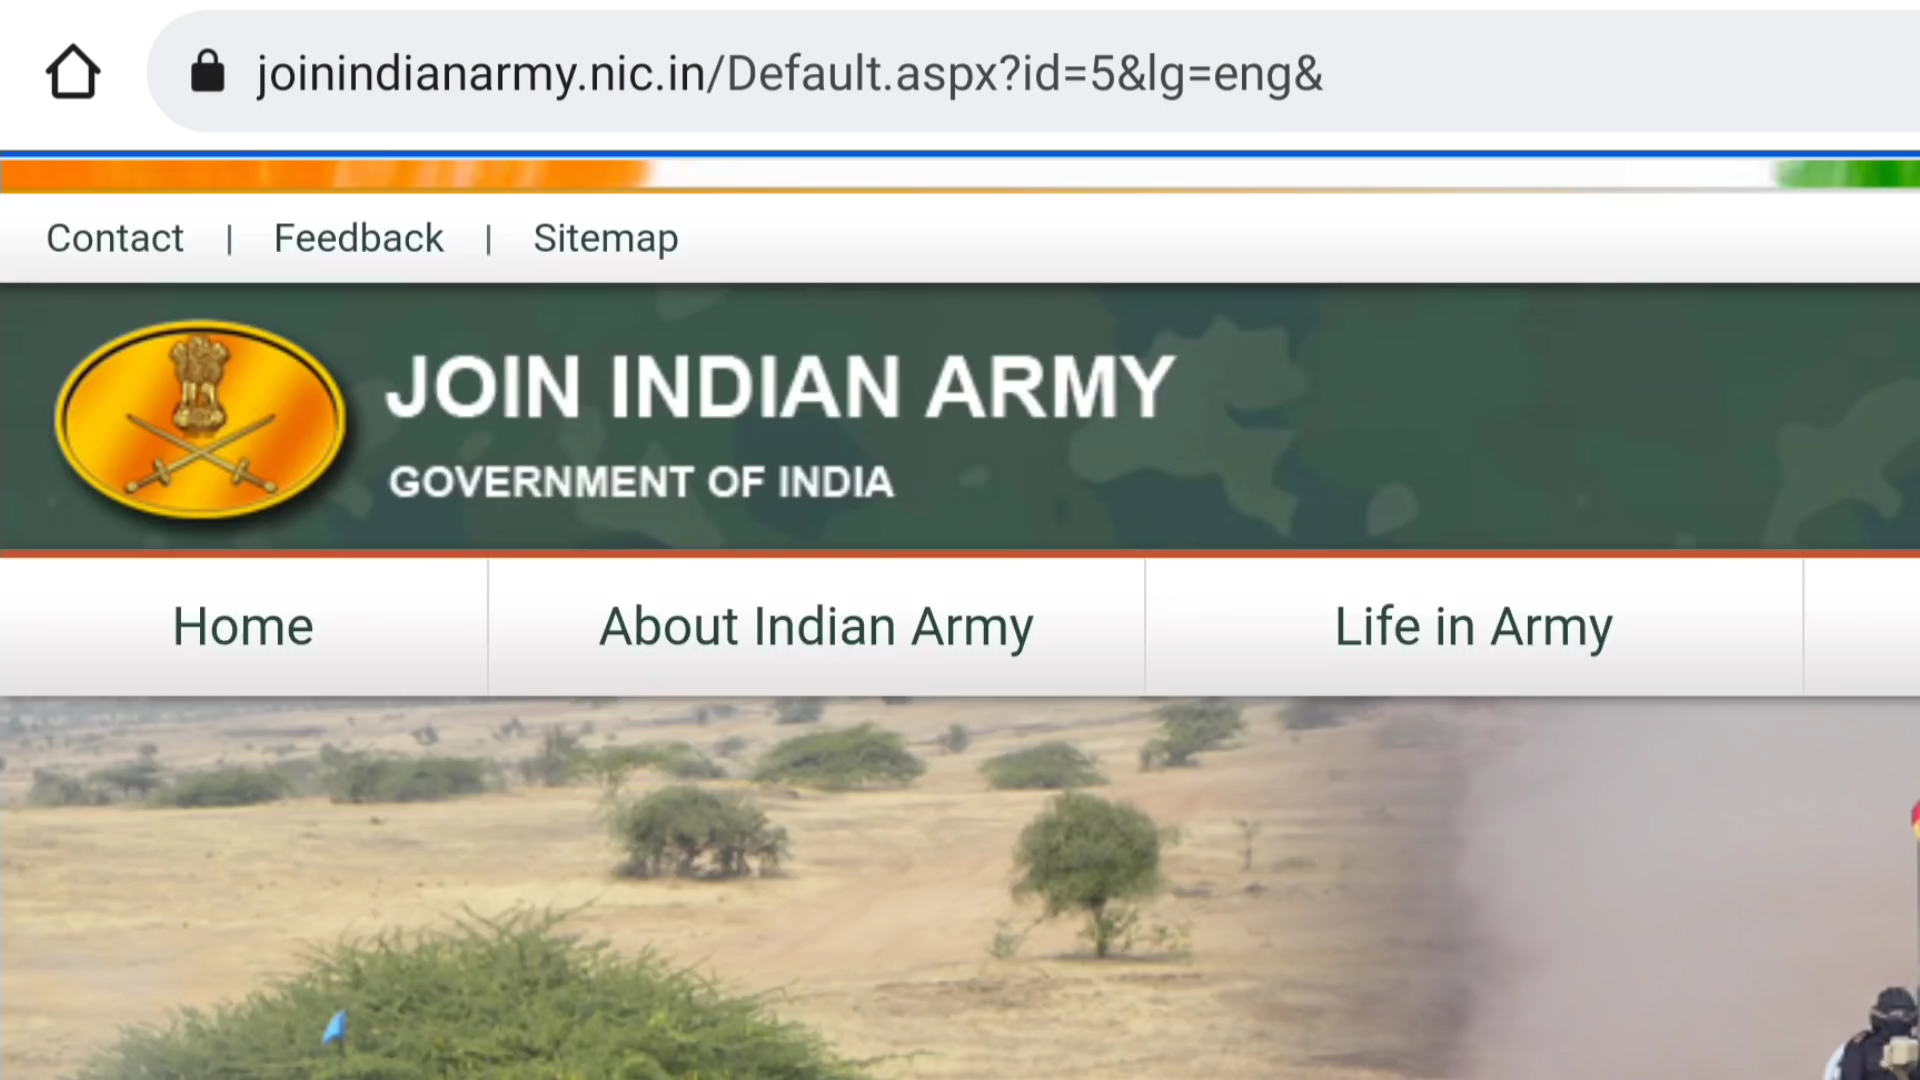 joinindianarmy.nic.in/Default.aspx?id=5&lg=eng&
Contact | Feedback | Sitemap
JOIN INDIAN ARMY
GOVERNMENT OF INDIA
Home About Indian Army Life in Army